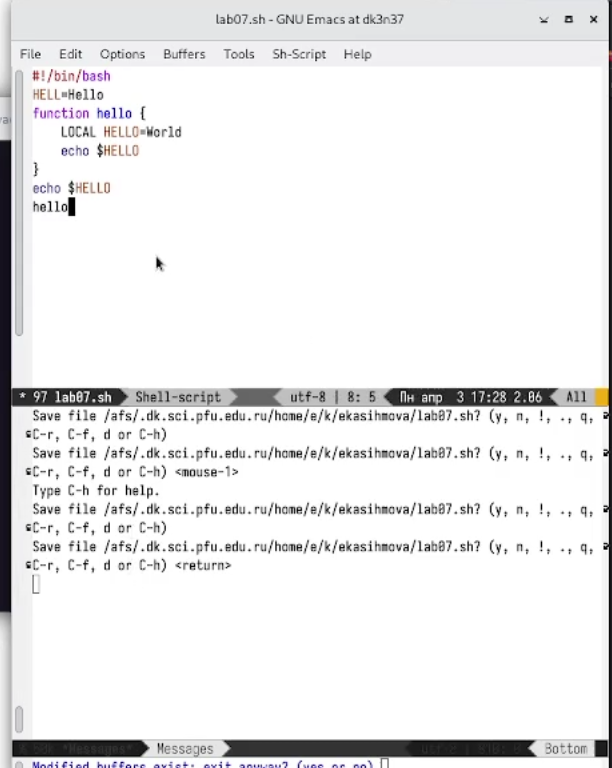 lab07.sh - GNU Emacs at dk3n37
File Edit Options Buffers Tools Sh-Script Help
#!/bin/bash
HELL=Hello
function hello {
LOCAL HELLO=World
echo $HELLO
}
echo $HELLO
hello
* 97 lab07.sh Shell-script utf-8 | 8: 5 Пн апр 3 17:28 2.06 All
Save file /afs/.dk.sci.pfu.edu.ru/home/e/k/ekasihmova/lab07.sh? (y, n, !, ., q,
C-r, C-f, d or C-h)
Save file /afs/.dk.sci.pfu.edu.ru/home/e/k/ekasihmova/lab07.sh? (y, n, !, ., q,
C-r, C-f, d or C-h) <mouse-1>
Type C-h for help.
Save file /afs/.dk.sci.pfu.edu.ru/home/e/k/ekasihmova/lab07.sh? (y, n, !, ., q,
C-r, C-f, d or C-h)
Save file /afs/.dk.sci.pfu.edu.ru/home/e/k/ekasihmova/lab07.sh? (y, n, !, ., q,
C-r, C-f, d or C-h) <return>
*Messages* Messages utf-8 Bottom
Modified buffers exist; exit anyway? (yes or no)